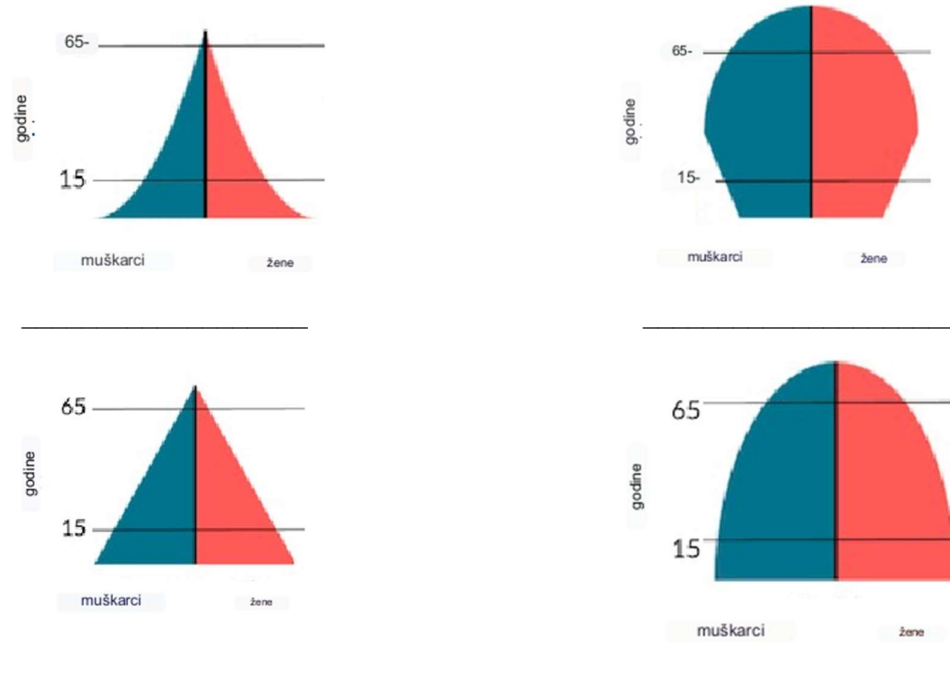 65-
godine
15
muškarci
žene
65-
godine
15-
muškarci
žene
65
godine
15
muškarci
žene
65
godine
15
muškarci
žene